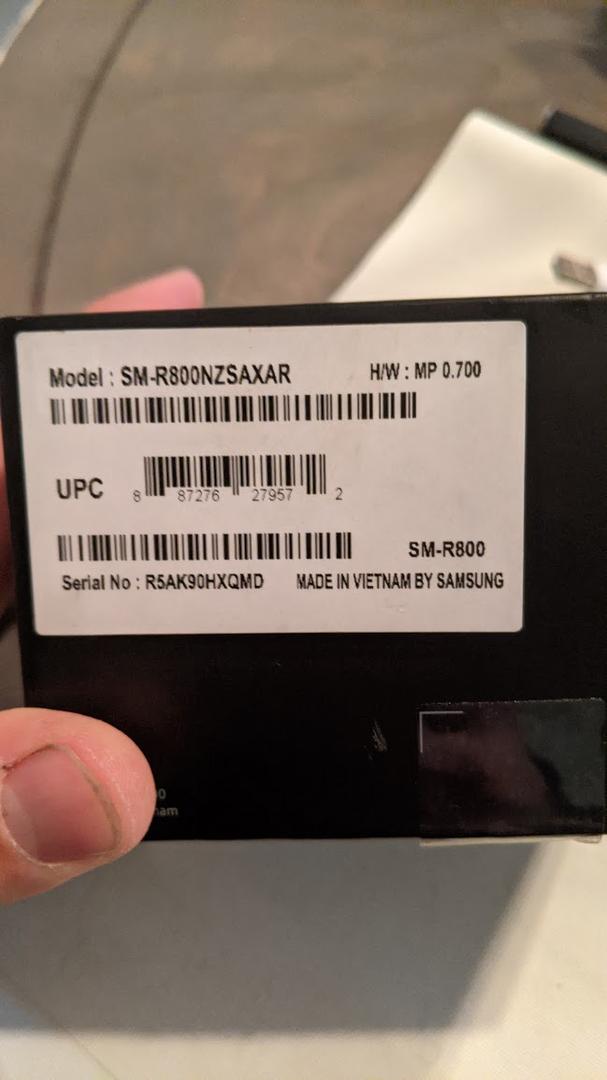 Model : SM-R800NZSAXAR H/W : MP 0.700
UPC 8 87276 27957 2
SM-R800
Serial No : R5AK90HXQMD MADE IN VIETNAM BY SAMSUNG